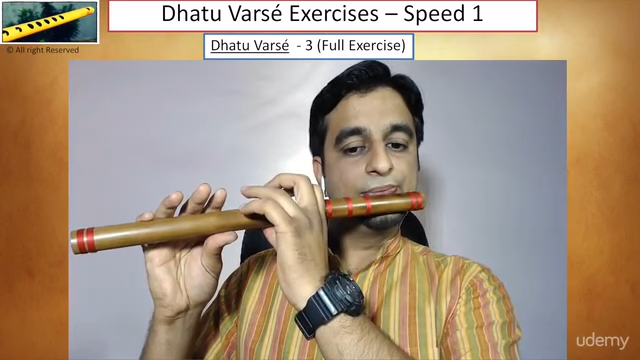 Dhatu Varsé Exercises – Speed 1
© All right Reserved
Dhatu Varsé - 3 (Full Exercise)
udemy